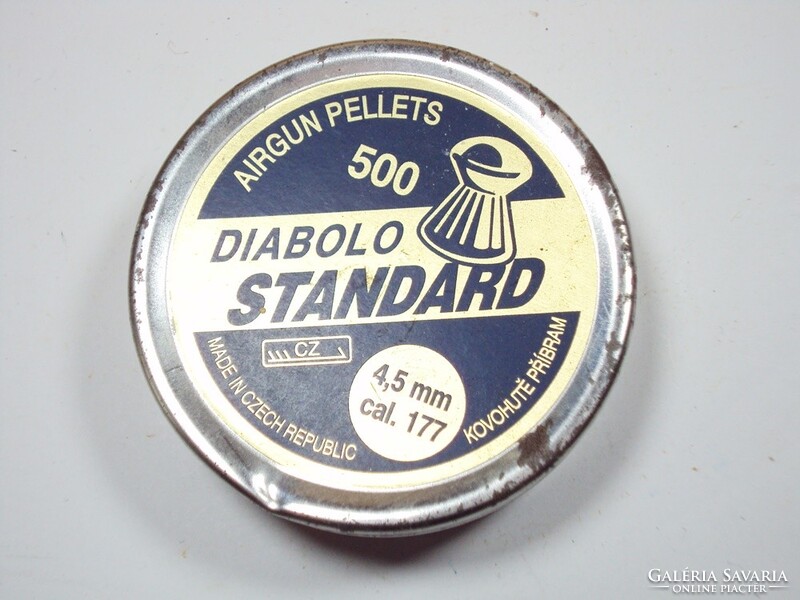 AIRGUN PELLETS
500
DIABOLO
STANDARD
CZ
4,5 mm
cal. 177
MADE IN CZECH REPUBLIC
KOVOHUTĚ PŘÍBRAM
GALÉRIA SAVARIA
ONLINE PIACTÉR